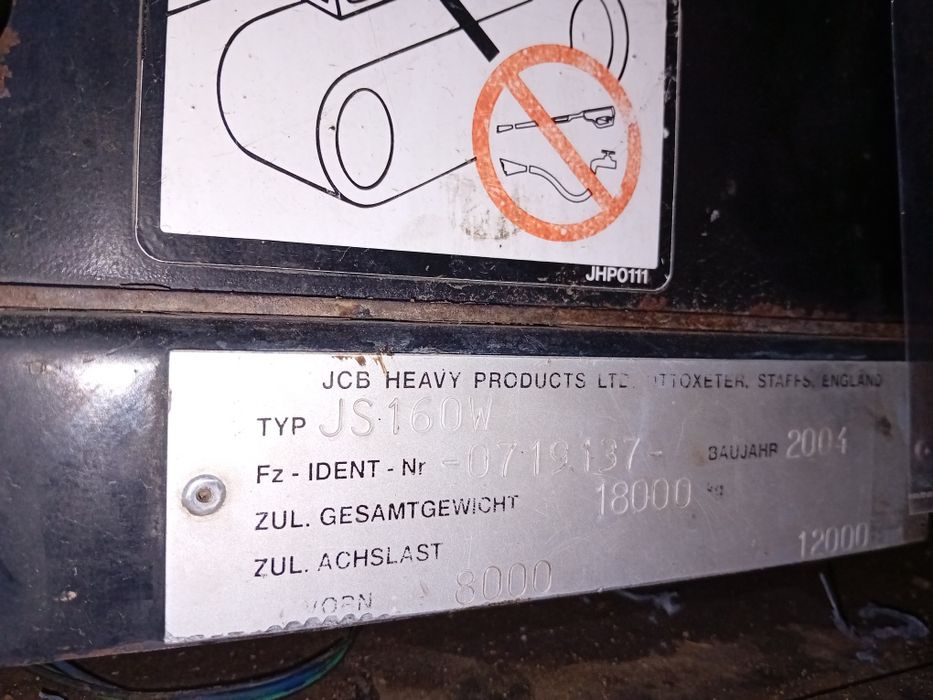 JHP0111
JCB HEAVY PRODUCTS LTD. UTTOXETER, STAFFS, ENGLAND
TYP JS160W
Fz - IDENT - Nr -0719137- BAUJAHR 2004
ZUL. GESAMTGEWICHT 18000 kg
ZUL. ACHSLAST 12000
VORN 8000